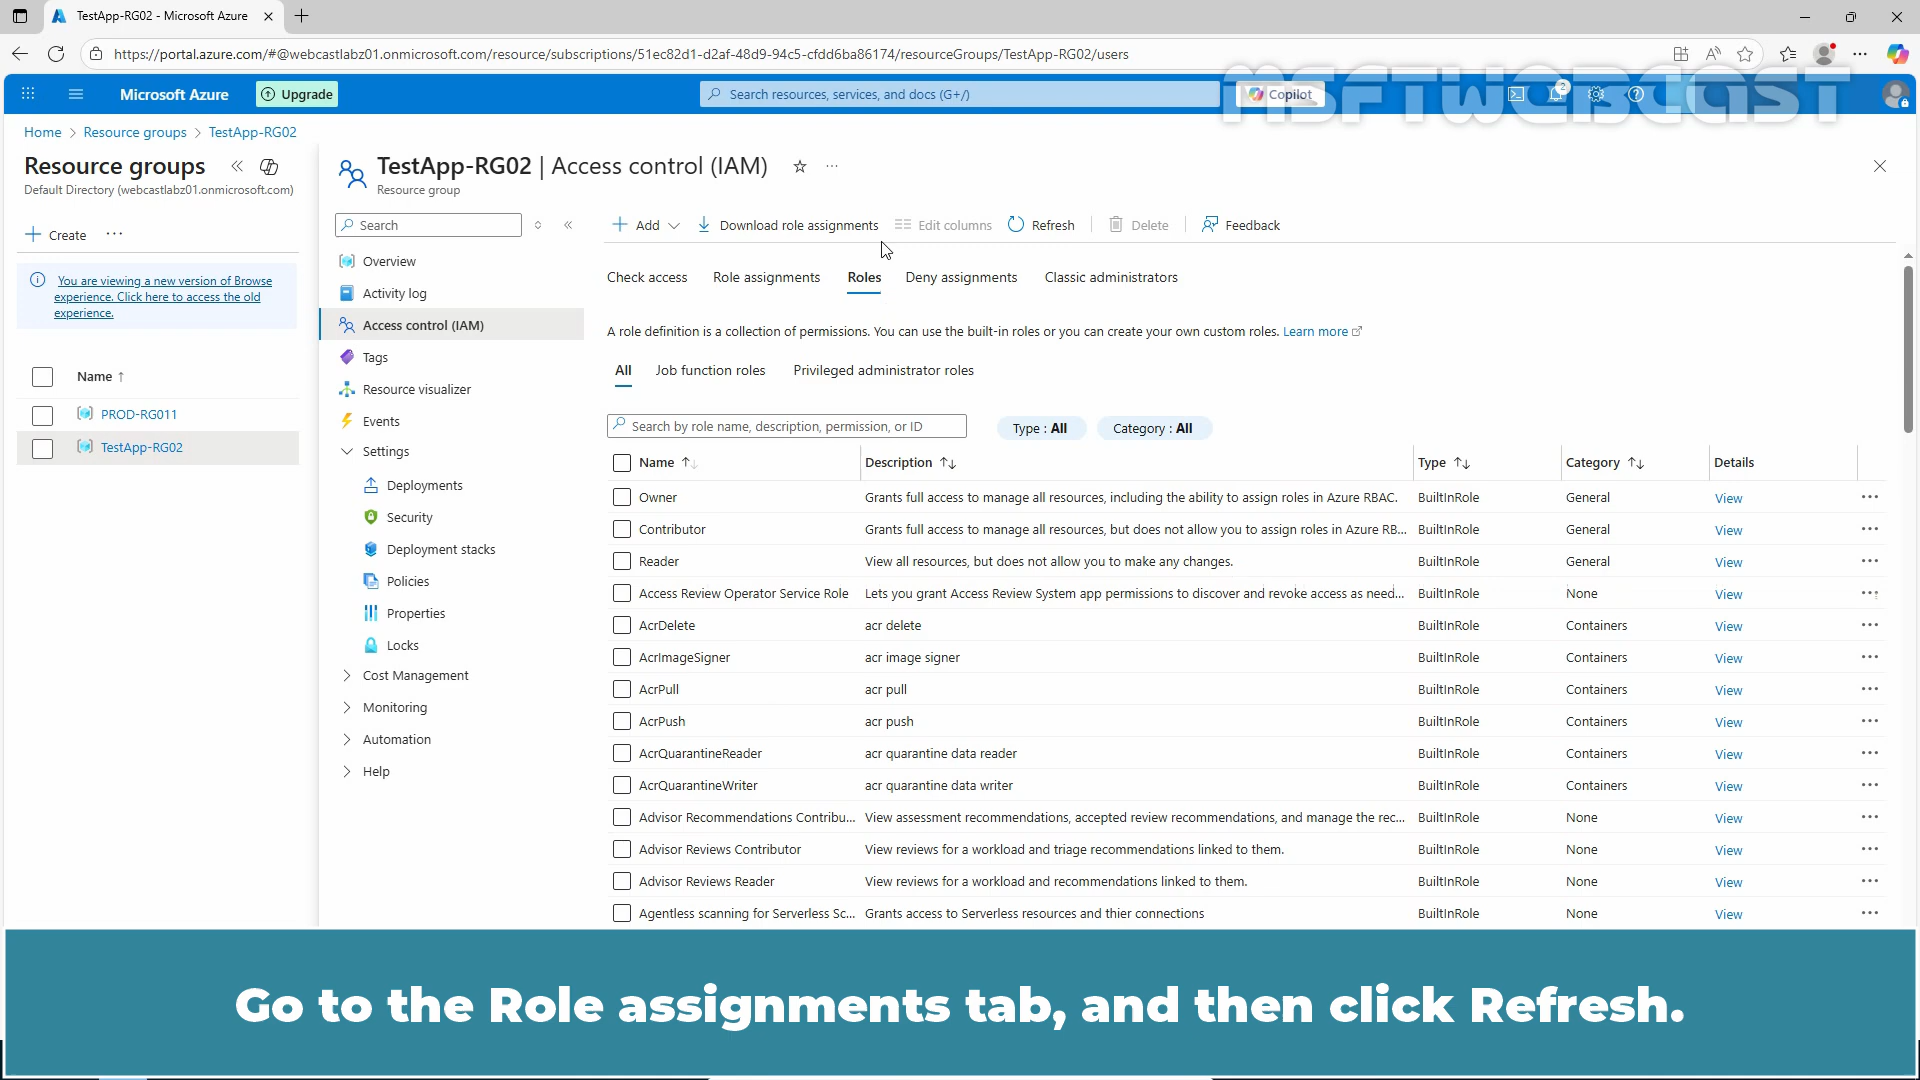 TestApp-RG02 - Microsoft Azure
https://portal.azure.com/#@webcastlabz01.onmicrosoft.com/resource/subscriptions/51ec82d1-d2af-48d9-94c5-cfdd6ba86174/resourceGroups/TestApp-RG02/users
Microsoft Azure
Upgrade
Search resources, services, and docs (G+/)
Copilot
2
MSFTWEBCAST
Home > Resource groups > TestApp-RG02
Resource groups
Default Directory (webcastlabz01.onmicrosoft.com)
TestApp-RG02 | Access control (IAM)
Resource group
Create
You are viewing a new version of Browse
experience. Click here to access the old
experience.
Name
PROD-RG011
TestApp-RG02
Search
Overview
Activity log
Access control (IAM)
Tags
Resource visualizer
Events
Settings
Deployments
Security
Deployment stacks
Policies
Properties
Locks
Cost Management
Monitoring
Automation
Help
Add Download role assignments Edit columns Refresh Delete Feedback
Check access Role assignments Roles Deny assignments Classic administrators
A role definition is a collection of permissions. You can use the built-in roles or you can create your own custom roles. Learn more
All Job function roles Privileged administrator roles
Search by role name, description, permission, or ID Type : All Category : All
Name Description Type Category Details
Owner Grants full access to manage all resources, including the ability to assign roles in Azure RBAC. BuiltInRole General View
Contributor Grants full access to manage all resources, but does not allow you to assign roles in Azure RB... BuiltInRole General View
Reader View all resources, but does not allow you to make any changes. BuiltInRole General View
Access Review Operator Service Role Lets you grant Access Review System app permissions to discover and revoke access as need... BuiltInRole None View
AcrDelete acr delete BuiltInRole Containers View
AcrImageSigner acr image signer BuiltInRole Containers View
AcrPull acr pull BuiltInRole Containers View
AcrPush acr push BuiltInRole Containers View
AcrQuarantineReader acr quarantine data reader BuiltInRole Containers View
AcrQuarantineWriter acr quarantine data writer BuiltInRole Containers View
Advisor Recommendations Contribu... View assessment recommendations, accepted review recommendations, and manage the rec... BuiltInRole None View
Advisor Reviews Contributor View reviews for a workload and triage recommendations linked to them. BuiltInRole None View
Advisor Reviews Reader View reviews for a workload and recommendations linked to them. BuiltInRole None View
Agentless scanning for Serverless Sc... Grants access to Serverless resources and thier connections BuiltInRole None View
Go to the Role assignments tab, and then click Refresh.